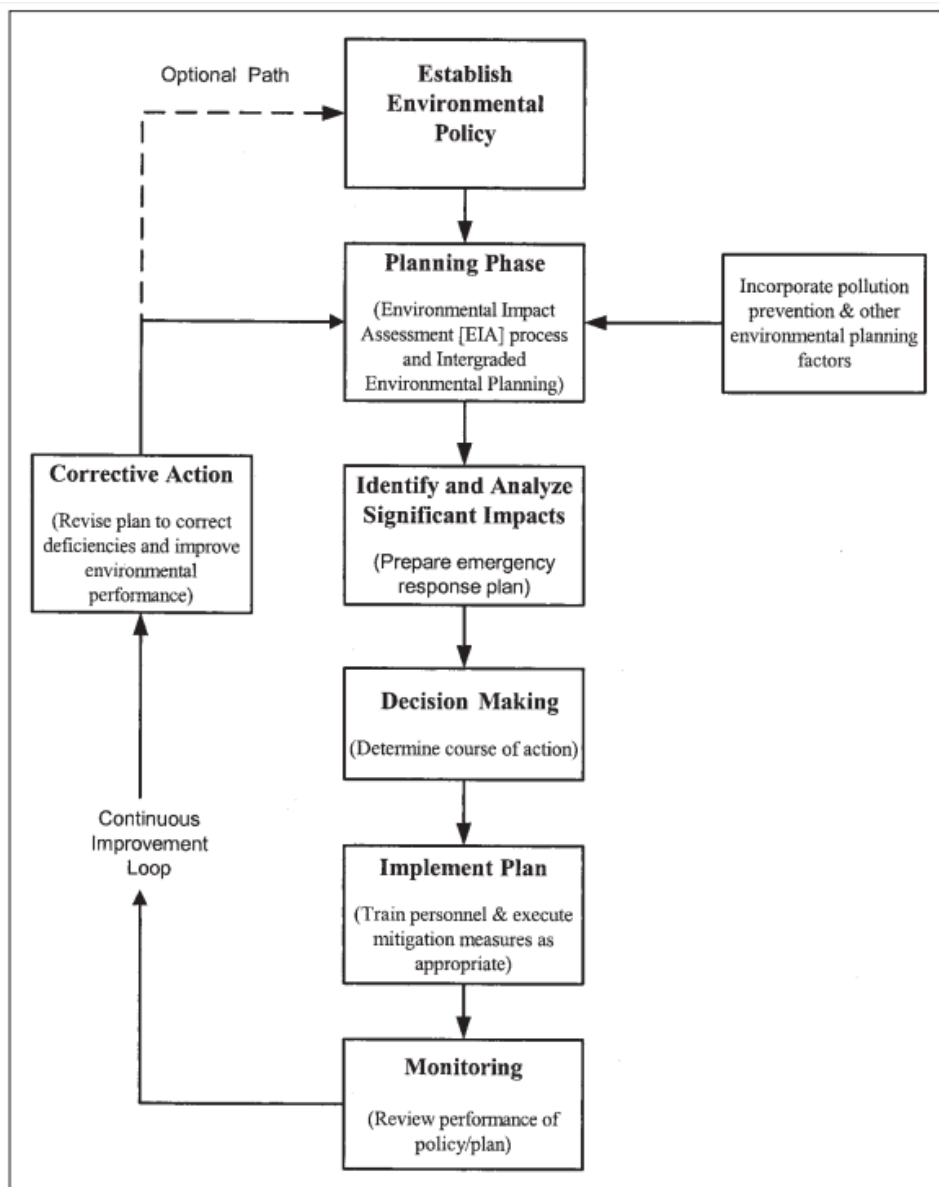 Optional Path
Establish
Environmental
Policy
Planning Phase
(Environmental Impact
Assessment [EIA] process
and Intergraded
Environmental Planning)
Incorporate pollution
prevention & other
environmental planning
factors
Corrective Action
(Revise plan to correct
deficiencies and improve
environmental
performance)
Identify and Analyze
Significant Impacts
(Prepare emergency
response plan)
Decision Making
(Determine course of action)
Continuous
Improvement
Loop
Implement Plan
(Train personnel & execute
mitigation measures as
appropriate)
Monitoring
(Review performance of
policy/plan)